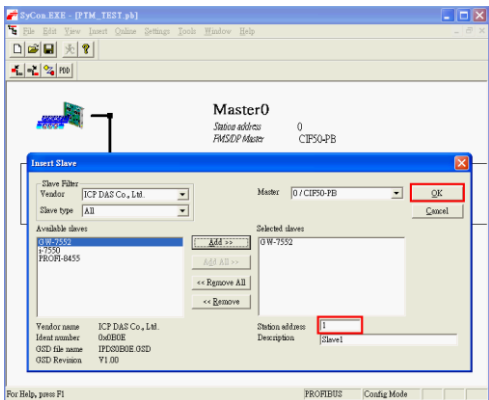 SyCon.EXE - [PTM_TEST.pb]
File Edit View Insert Online Settings Tools Window Help
PDD
Master0
Station address 0
FMS/DP Master CIF50-PB
Insert Slave
Slave Filter
Vendor ICP DAS Co., Ltd.
Master 0 / CIF50-PB
OK
Slave type All
Cancel
Available slaves
Selected slaves
GW-7552
Add >>
GW-7552
i-7550
PROFI-8455
Add All >>
<< Remove All
<< Remove
Vendor name ICP DAS Co., Ltd.
Station address 1
Ident number 0x0B0E
Description Slave1
GSD file name IPDS0B0E.GSD
GSD Revision V1.00
For Help, press F1
PROFIBUS Config Mode